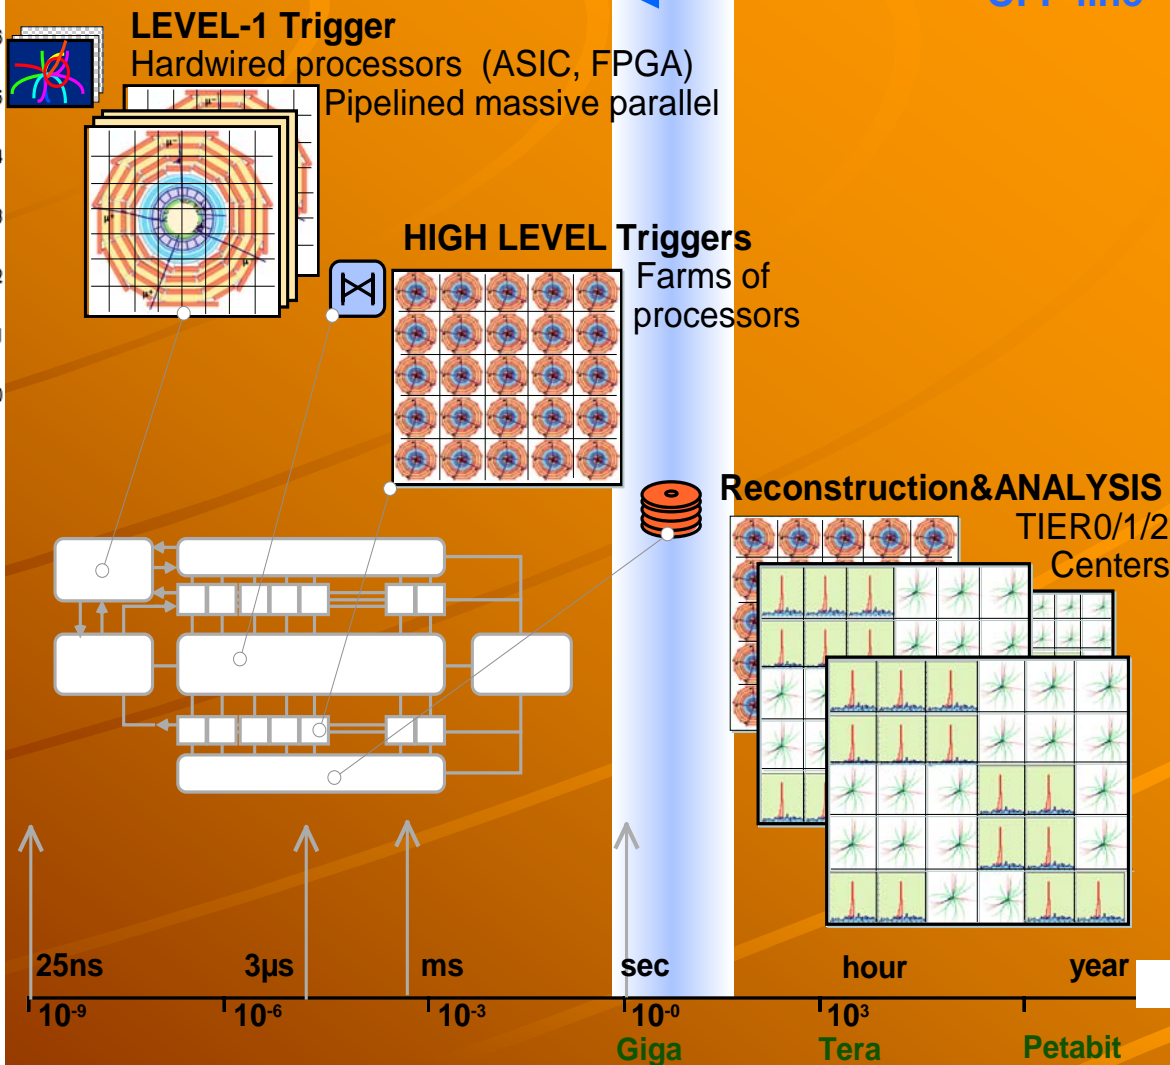 LEVEL-1 Trigger
Hardwired processors (ASIC, FPGA)
Pipelined massive parallel
HIGH LEVEL Triggers
Farms of
processors
Reconstruction&ANALYSIS
TIER0/1/2
Centers
25ns 3µs ms sec hour year
10-9 10-6 10-3 10-0 10³
Giga Tera Petabit